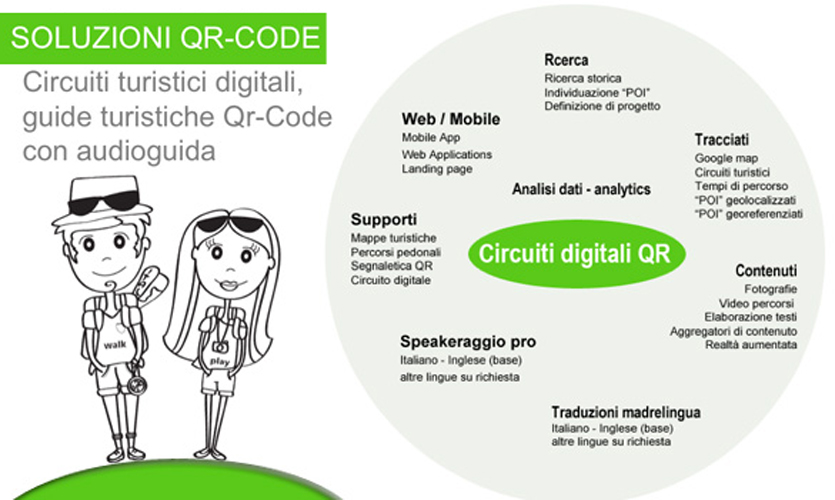 SOLUZIONI QR-CODE
Circuiti turistici digitali,
guide turistiche Qr-Code
con audioguida
walk
play
Rcerca
Ricerca storica
Individuazione “POI”
Definizione di progetto
Web / Mobile
Mobile App
Web Applications
Landing page
Tracciati
Google map
Circuiti turistici
Tempi di percorso
“POI” geolocalizzati
“POI” georeferenziati
Analisi dati - analytics
Supporti
Mappe turistiche
Percorsi pedonali
Segnaletica QR
Circuito digitale
Circuiti digitali QR
Contenuti
Fotografie
Video percorsi
Elaborazione testi
Aggregatori di contenuto
Realtà aumentata
Speakeraggio pro
Italiano - Inglese (base)
altre lingue su richiesta
Traduzioni madrelingua
Italiano - Inglese (base)
altre lingue su richiesta